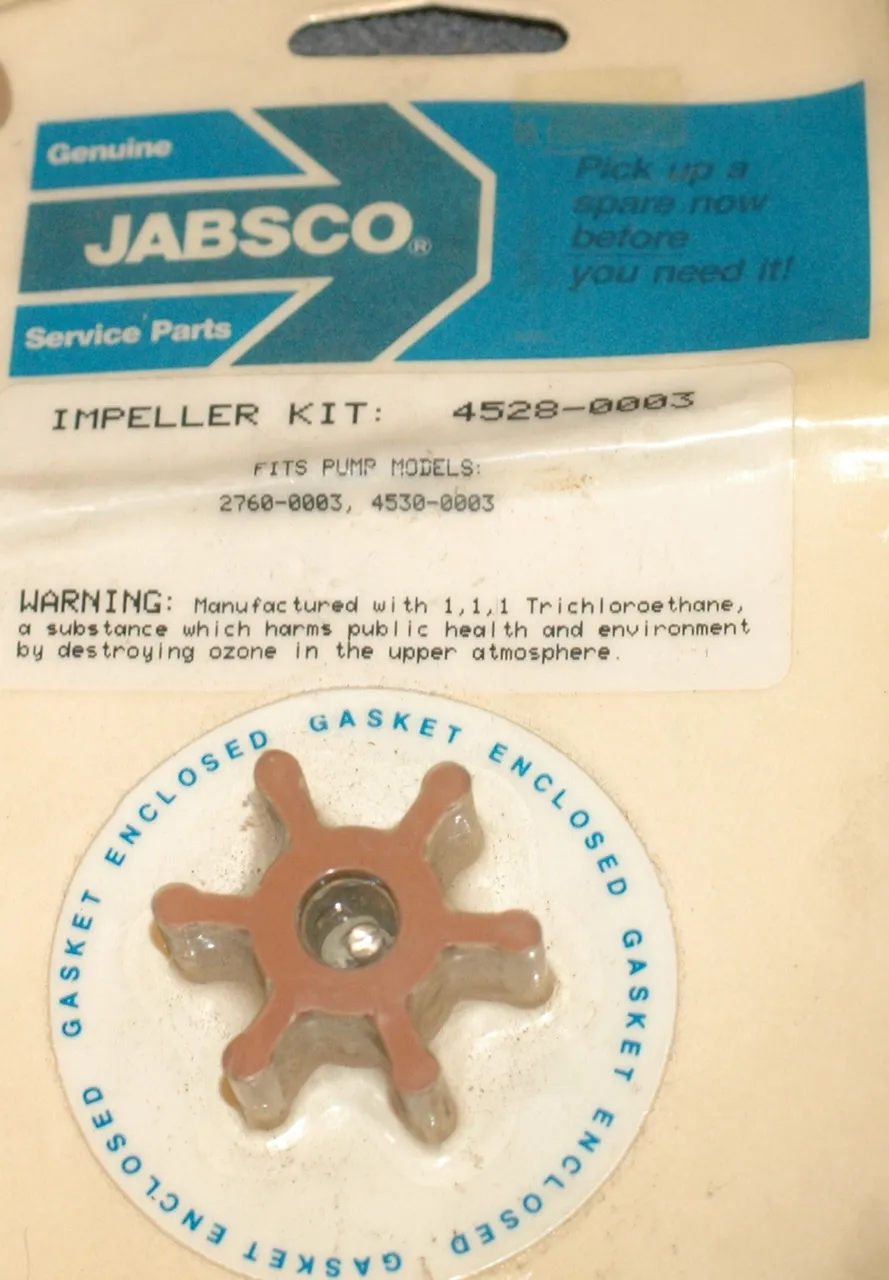 Genuine
JABSCO®
Service Parts
Pick up a
spare now
before
you need it!
IMPELLER KIT: 4528-0003
FITS PUMP MODELS:
2760-0003, 4530-0003
WARNING: Manufactured with 1,1,1 Trichloroethane,
a substance which harms public health and environment
by destroying ozone in the upper atmosphere.
GASKET ENCLOSED GASKET ENCLOSED GASKET ENCLOSED GASKET ENCLOSED